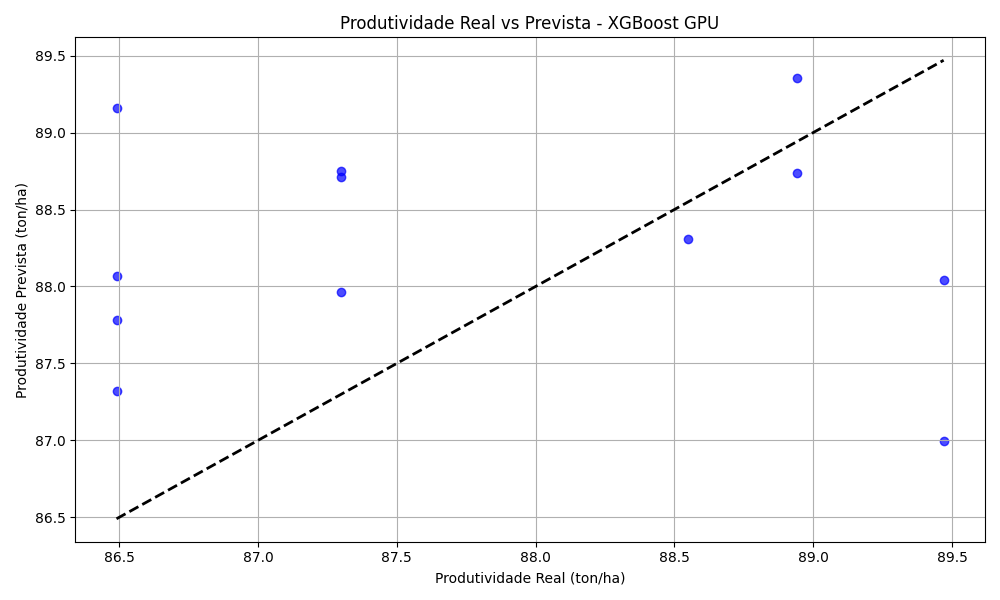 Produtividade Real vs Prevista - XGBoost GPU
Produtividade Prevista (ton/ha)
89.5
89.0
88.5
88.0
87.5
87.0
86.5
86.5 87.0 87.5 88.0 88.5 89.0 89.5
Produtividade Real (ton/ha)